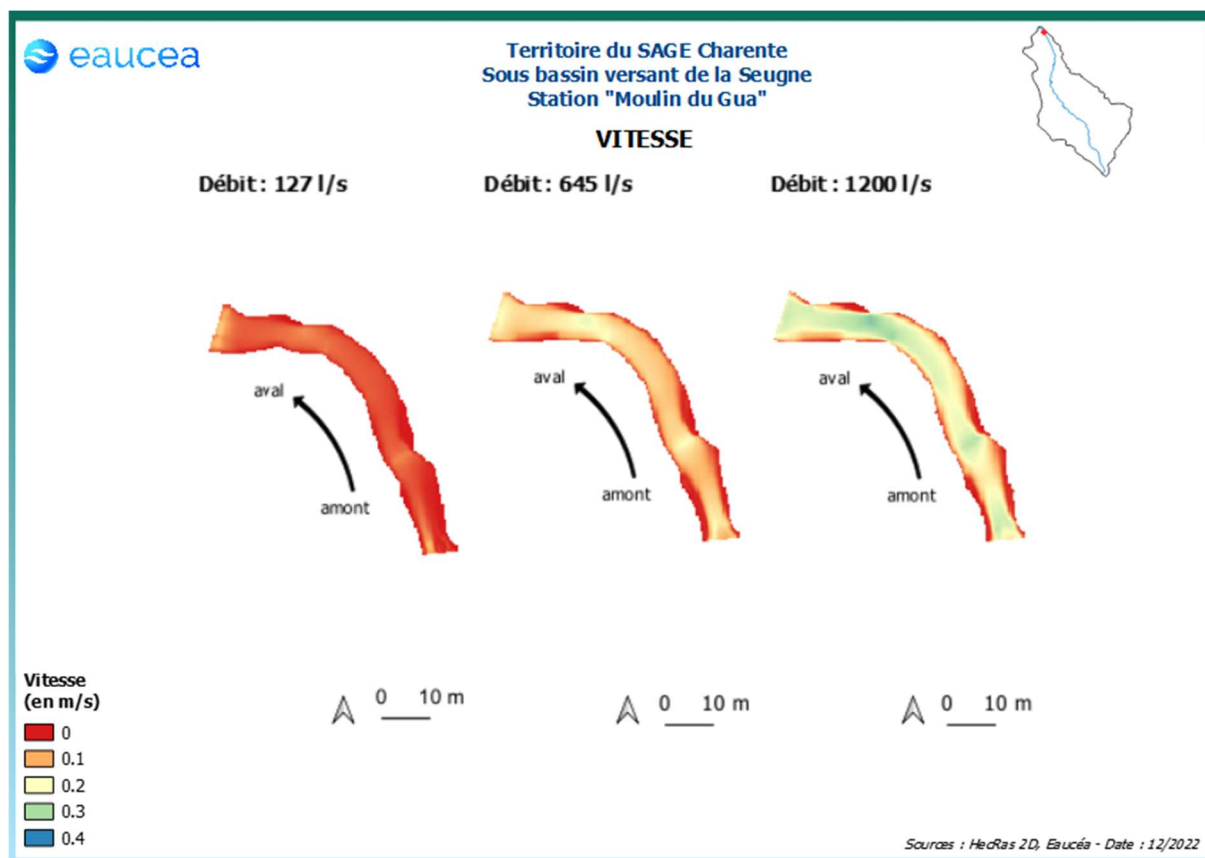 eaucea
Territoire du SAGE Charente
Sous bassin versant de la Seugne
Station "Moulin du Gua"
VITESSE
Débit : 127 l/s
Débit : 645 l/s
Débit : 1200 l/s
aval
amont
aval
amont
aval
amont
0 10 m
0 10 m
0 10 m
Vitesse
(en m/s)
0
0.1
0.2
0.3
0.4
Sources : HecRas 2D, Eaucéa - Date : 12/2022